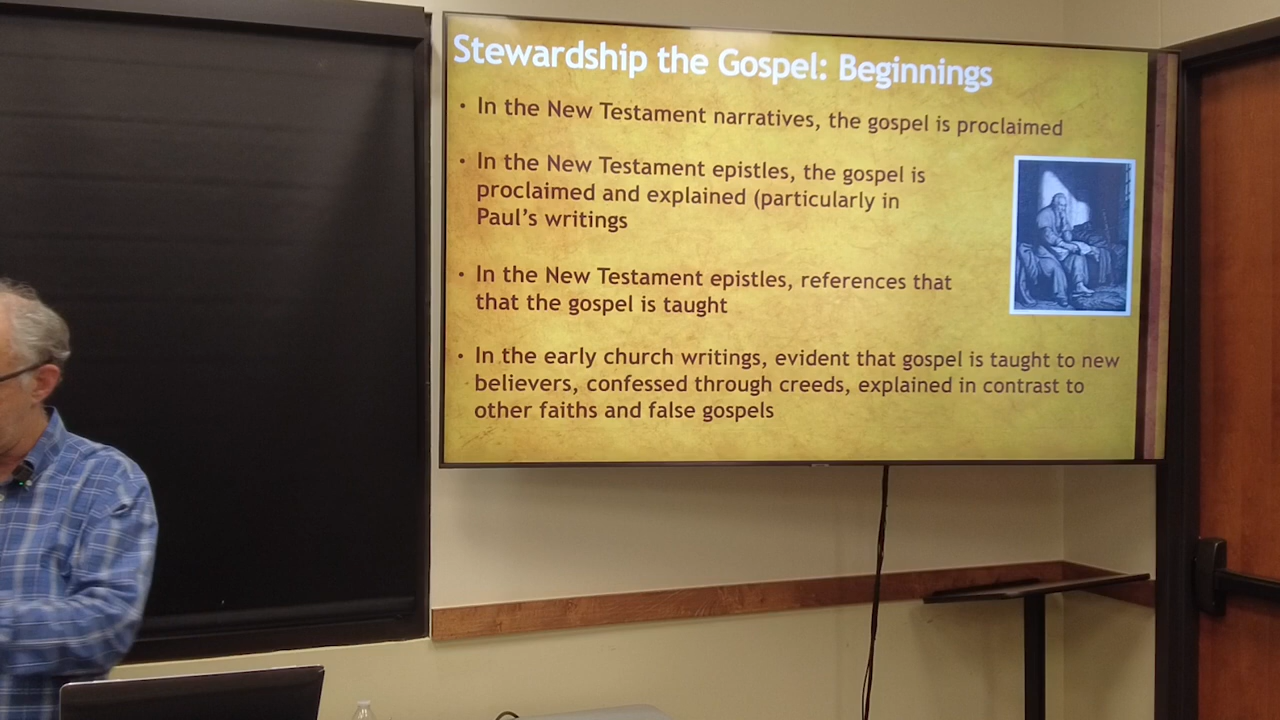 Stewardship the Gospel: Beginnings
• In the New Testament narratives, the gospel is proclaimed
• In the New Testament epistles, the gospel is
proclaimed and explained (particularly in
Paul's writings
• In the New Testament epistles, references that
that the gospel is taught
• In the early church writings, evident that gospel is taught to new
believers, confessed through creeds, explained in contrast to
other faiths and false gospels